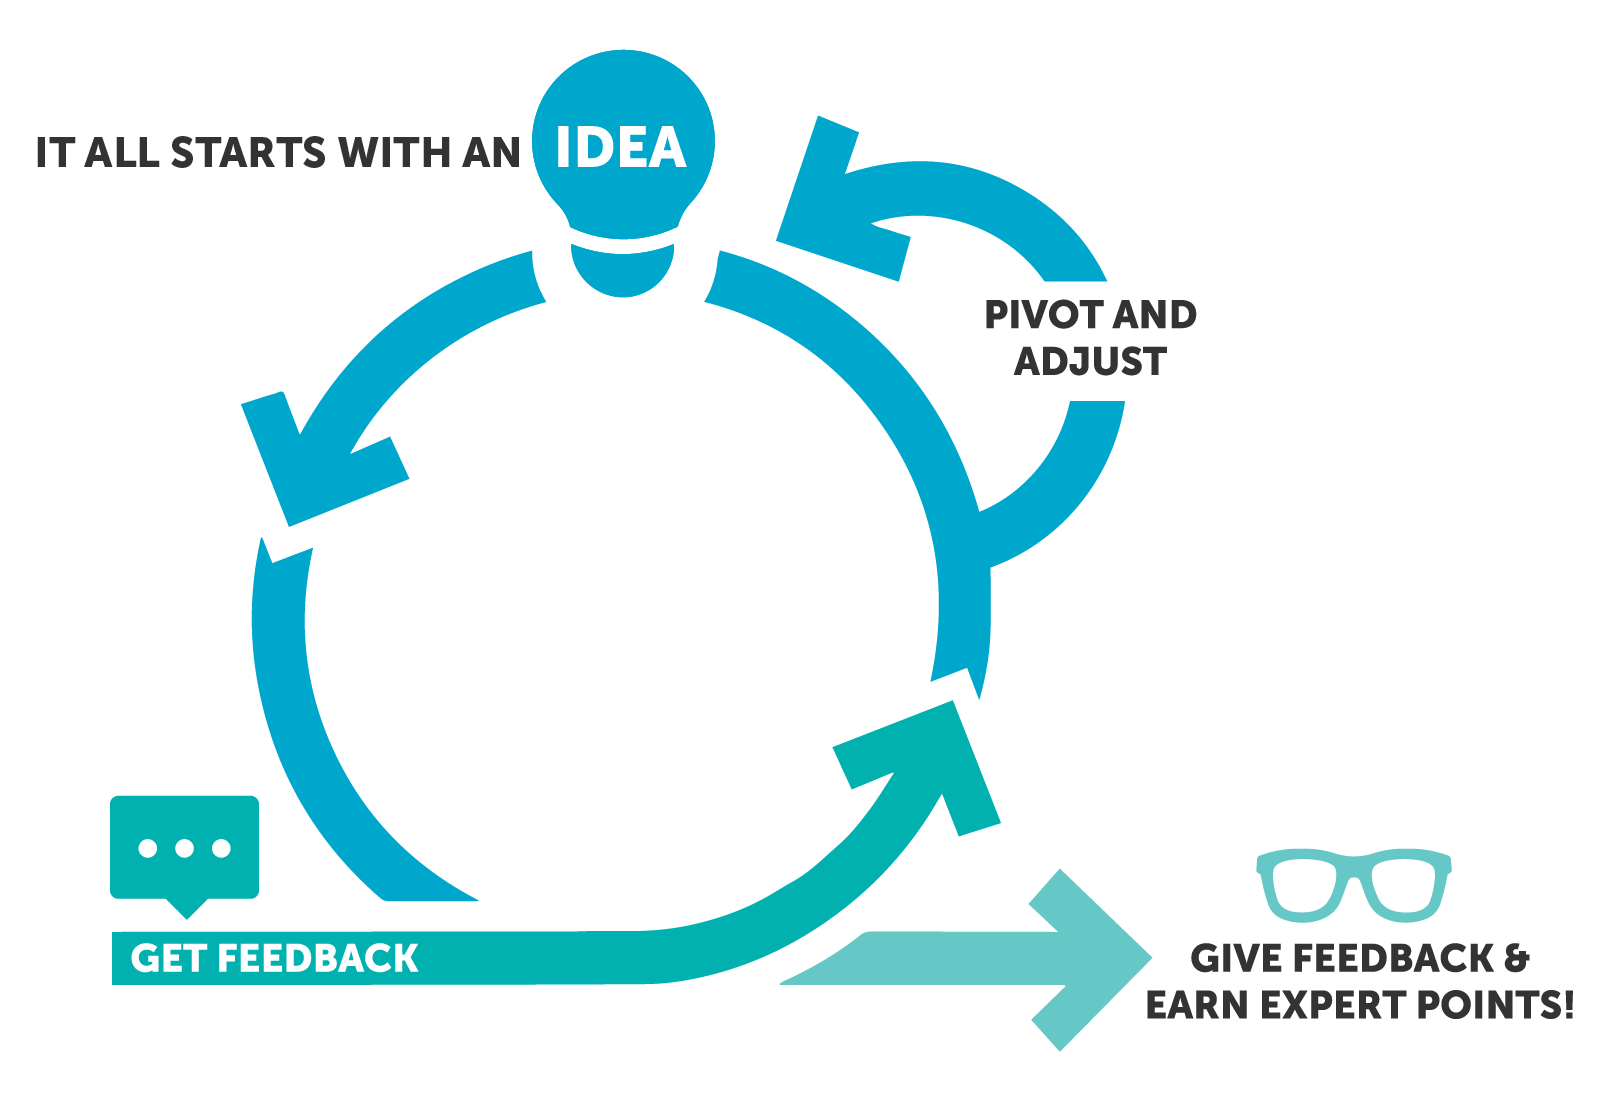 IT ALL STARTS WITH AN IDEA
PIVOT AND
ADJUST
GET FEEDBACK
GIVE FEEDBACK &
EARN EXPERT POINTS!